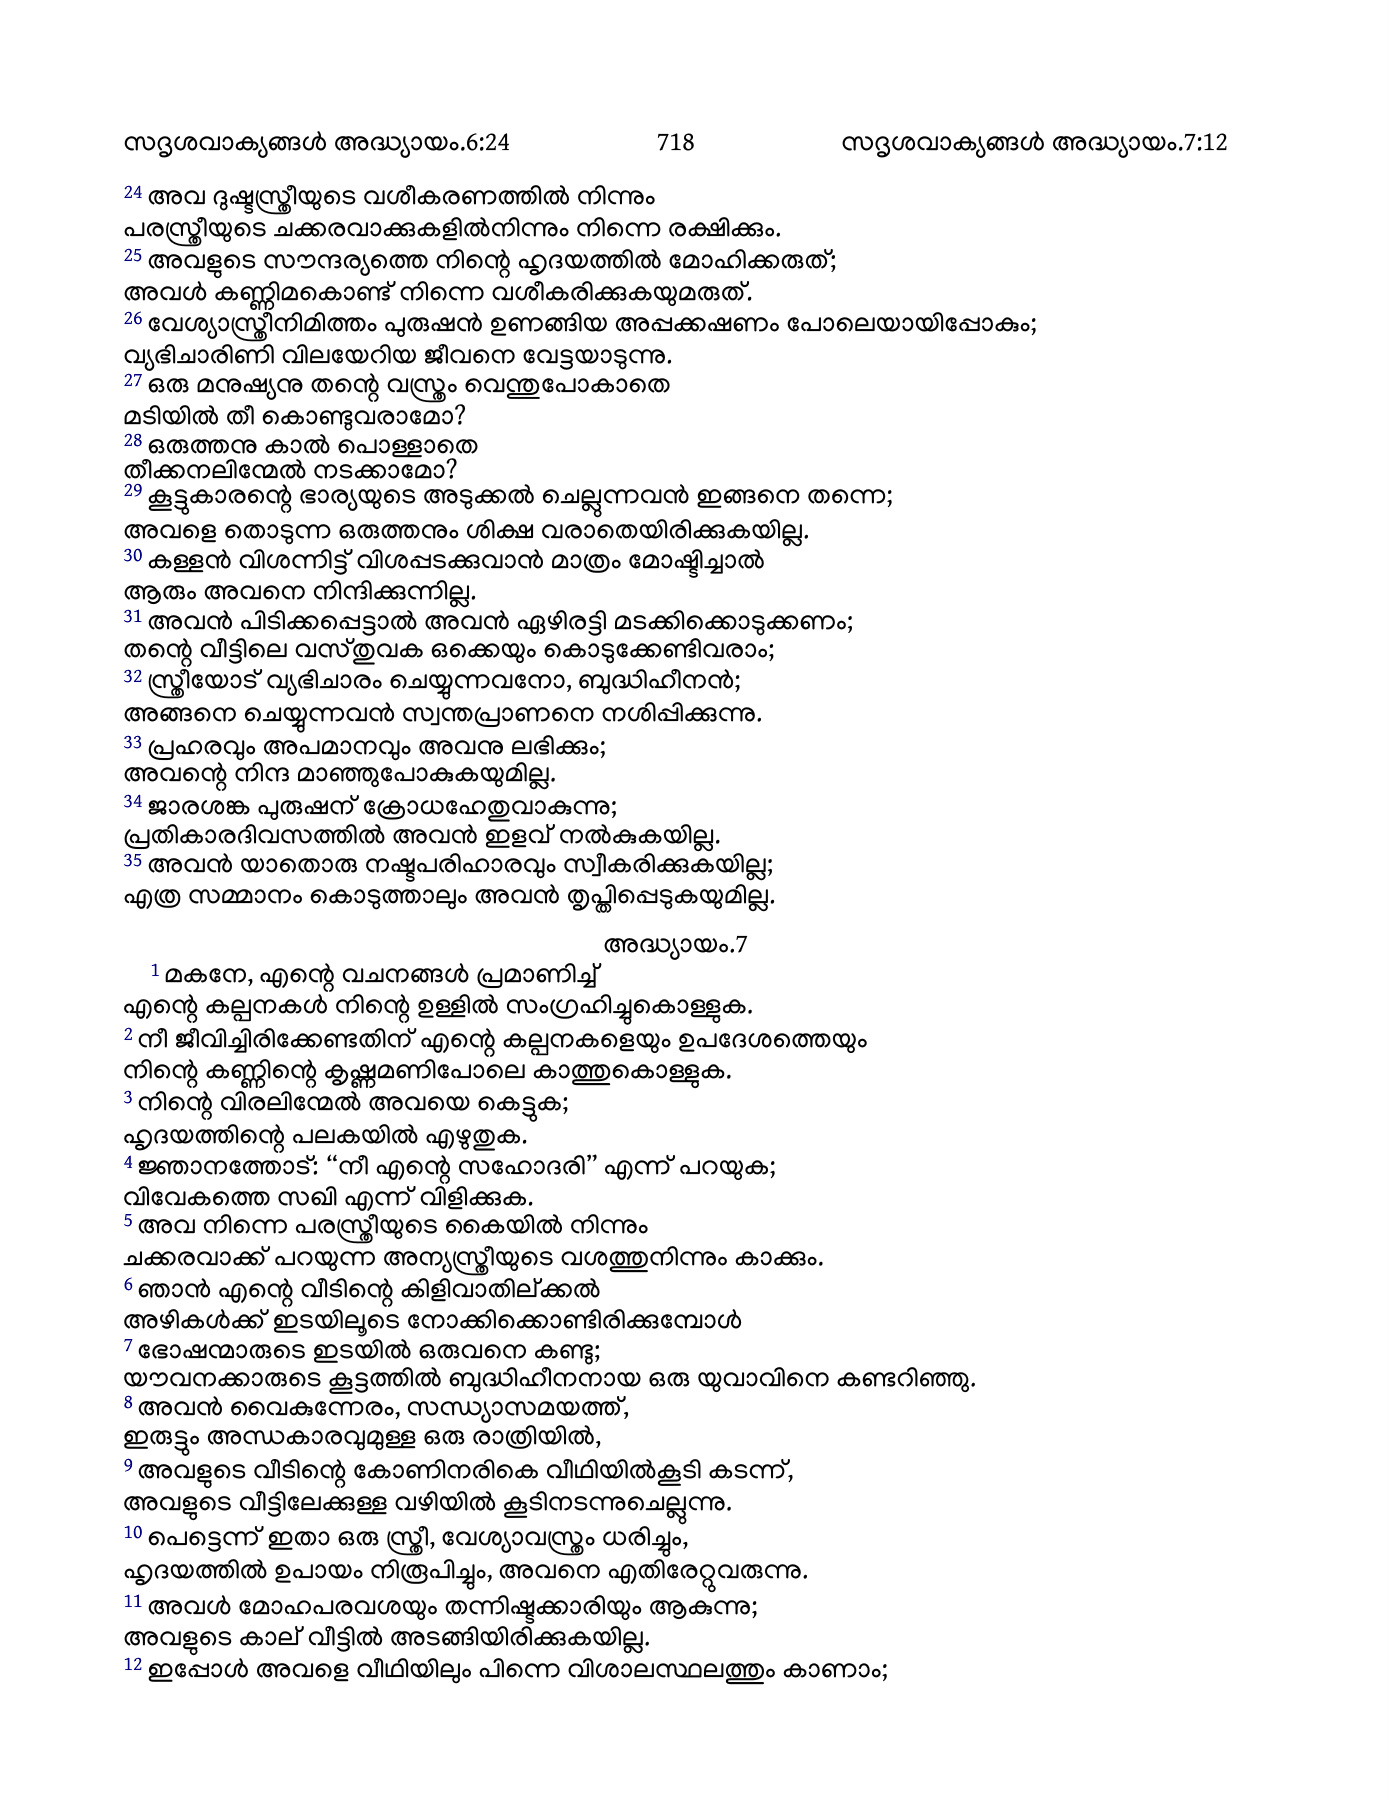 സദൃശവാക്യങ്ങൾ അദ്ധ്യായം.6:24 718 സദൃശവാക്യങ്ങൾ അദ്ധ്യായം.7:12
24 അവ ദുഷ്ടസ്ത്രീയുടെ വശീകരണത്തിൽ നിന്നും
പരസ്ത്രീയുടെ ചക്കരവാക്കുകളിൽനിന്നും നിന്നെ രക്ഷിക്കും.
25 അവളുടെ സൗന്ദര്യത്തെ നിന്റെ ഹൃദയത്തിൽ മോഹിക്കരുത്;
അവൾ കണ്ണിമകൊണ്ട് നിന്നെ വശീകരിക്കുകയുമരുത്.
26 വേശ്യാസ്ത്രീനിമിത്തം പുരുഷൻ ഉണങ്ങിയ അപ്പക്കഷണം പോലെയായിപ്പോകും;
വ്യഭിചാരിണി വിലയേറിയ ജീവനെ വേട്ടയാടുന്നു.
27 ഒരു മനുഷ്യനു തന്റെ വസ്ത്രം വെന്തുപോകാതെ
മടിയിൽ തീ കൊണ്ടുവരാമോ?
28 ഒരുത്തനു കാൽ പൊള്ളാതെ
തീക്കനലിന്മേൽ നടക്കാമോ?
29 കൂട്ടുകാരന്റെ ഭാര്യയുടെ അടുക്കൽ ചെല്ലുന്നവൻ ഇങ്ങനെ തന്നെ;
അവളെ തൊടുന്ന ഒരുത്തനും ശിക്ഷ വരാതെയിരിക്കുകയില്ല.
30 കള്ളൻ വിശന്നിട്ട് വിശപ്പടക്കുവാൻ മാത്രം മോഷ്ടിച്ചാൽ
ആരും അവനെ നിന്ദിക്കുന്നില്ല.
31 അവൻ പിടിക്കപ്പെട്ടാൽ അവൻ ഏഴിരട്ടി മടക്കിക്കൊടുക്കണം;
തന്റെ വീട്ടിലെ വസ്തുവക ഒക്കെയും കൊടുക്കേണ്ടിവരാം;
32 സ്ത്രീയോട് വ്യഭിചാരം ചെയ്യുന്നവനോ, ബുദ്ധിഹീനൻ;
അങ്ങനെ ചെയ്യുന്നവൻ സ്വന്തപ്രാണനെ നശിപ്പിക്കുന്നു.
33 പ്രഹരവും അപമാനവും അവനു ലഭിക്കും;
അവന്റെ നിന്ദ മാഞ്ഞുപോകുകയുമില്ല.
34 ജാരശങ്ക പുരുഷന് ക്രോധഹേതുവാകുന്നു;
പ്രതികാരദിവസത്തിൽ അവൻ ഇളവ് നൽകുകയില്ല.
35 അവൻ യാതൊരു നഷ്ടപരിഹാരവും സ്വീകരിക്കുകയില്ല;
എത്ര സമ്മാനം കൊടുത്താലും അവൻ തൃപ്തിപ്പെടുകയുമില്ല.
അദ്ധ്യായം.7
1 മകനേ, എന്റെ വചനങ്ങൾ പ്രമാണിച്ച്
എന്റെ കല്പനകൾ നിന്റെ ഉള്ളിൽ സംഗ്രഹിച്ചുകൊള്ളുക.
2 നീ ജീവിച്ചിരിക്കേണ്ടതിന് എന്റെ കല്പനകളെയും ഉപദേശത്തെയും
നിന്റെ കണ്ണിന്റെ കൃഷ്ണമണിപോലെ കാത്തുകൊള്ളുക.
3 നിന്റെ വിരലിന്മേൽ അവയെ കെട്ടുക;
ഹൃദയത്തിന്റെ പലകയിൽ എഴുതുക.
4 ജ്ഞാനത്തോട്: “നീ എന്റെ സഹോദരി” എന്ന് പറയുക;
വിവേകത്തെ സഖി എന്ന് വിളിക്കുക.
5 അവ നിന്നെ പരസ്ത്രീയുടെ കൈയിൽ നിന്നും
ചക്കരവാക്ക് പറയുന്ന അന്യസ്ത്രീയുടെ വശത്തുനിന്നും കാക്കും.
6 ഞാൻ എന്റെ വീടിന്റെ കിളിവാതില്ക്കൽ
അഴികൾക്ക് ഇടയിലൂടെ നോക്കിക്കൊണ്ടിരിക്കുമ്പോൾ
7 ഭോഷന്മാരുടെ ഇടയിൽ ഒരുവനെ കണ്ടു;
യൗവനക്കാരുടെ കൂട്ടത്തിൽ ബുദ്ധിഹീനനായ ഒരു യുവാവിനെ കണ്ടറിഞ്ഞു.
8 അവൻ വൈകുന്നേരം, സന്ധ്യാസമയത്ത്,
ഇരുട്ടും അന്ധകാരവുമുള്ള ഒരു രാത്രിയിൽ,
9 അവളുടെ വീടിന്റെ കോണിനരികെ വീഥിയിൽകൂടി കടന്ന്,
അവളുടെ വീട്ടിലേക്കുള്ള വഴിയിൽ കൂടിനടന്നുചെല്ലുന്നു.
10 പെട്ടെന്ന് ഇതാ ഒരു സ്ത്രീ, വേശ്യാവസ്ത്രം ധരിച്ചും,
ഹൃദയത്തിൽ ഉപായം നിരൂപിച്ചും, അവനെ എതിരേറ്റുവരുന്നു.
11 അവൾ മോഹപരവശയും തന്നിഷ്ടക്കാരിയും ആകുന്നു;
അവളുടെ കാല് വീട്ടിൽ അടങ്ങിയിരിക്കുകയില്ല.
12 ഇപ്പോൾ അവളെ വീഥിയിലും പിന്നെ വിശാലസ്ഥലത്തും കാണാം;